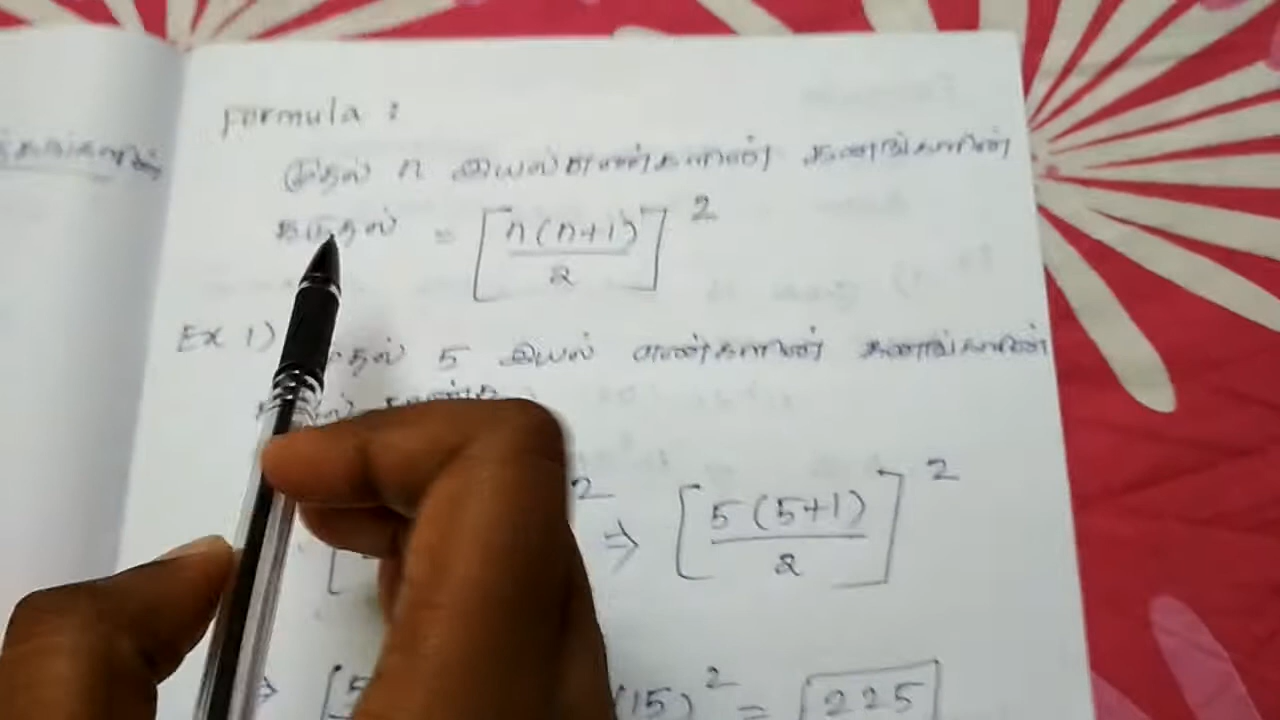 Formula :
முதல் n இயல்எண்களின் கனங்களின்
கூடுதல் = [n(n+1)/2]²
Ex 1) முதல் 5 இயல் எண்களின் கனங்களின்
² ⇒ [5(5+1)/2]²
⇒ [5 (15)² = 225